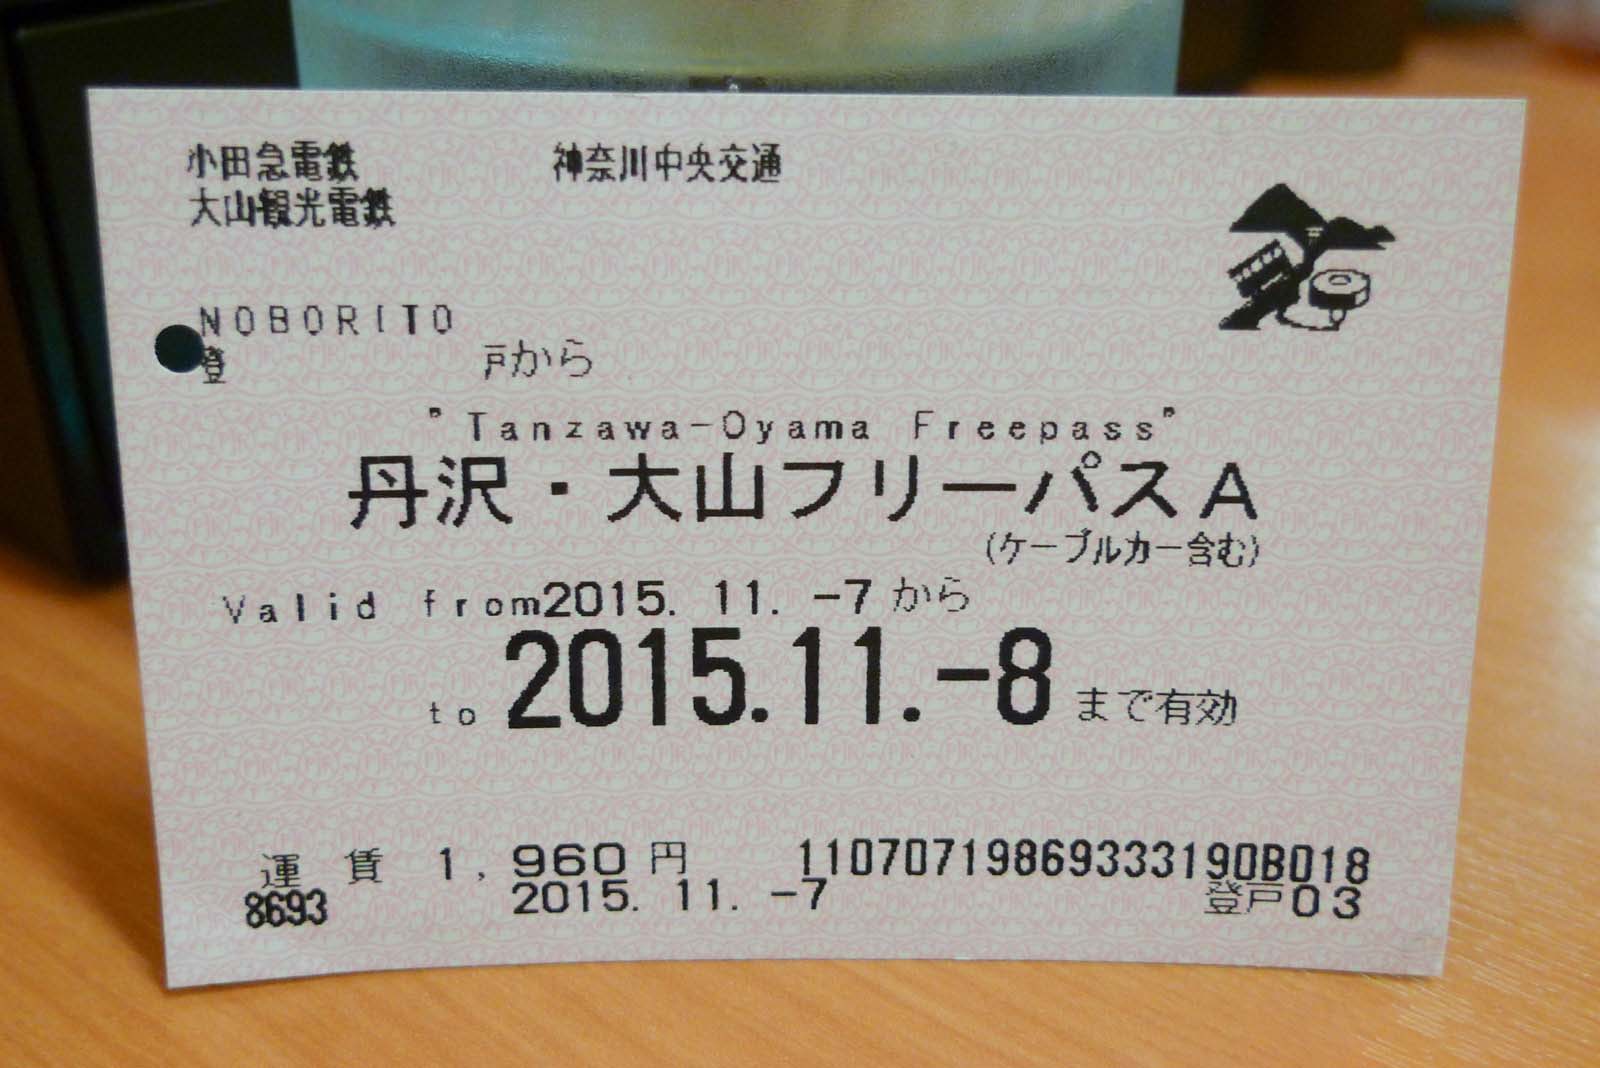 小田急電鉄 神奈川中央交通
大山観光電鉄
NOBORITO
登 戸から
"Tanzawa-Oyama Freepass"
丹沢・大山フリーパスA
(ケーブルカー含む)
Valid from2015. 11. -7から
to 2015.11.-8まで有効
運 賃 1,960円 11070719869333190B018
8693 2015. 11. -7 登戸03